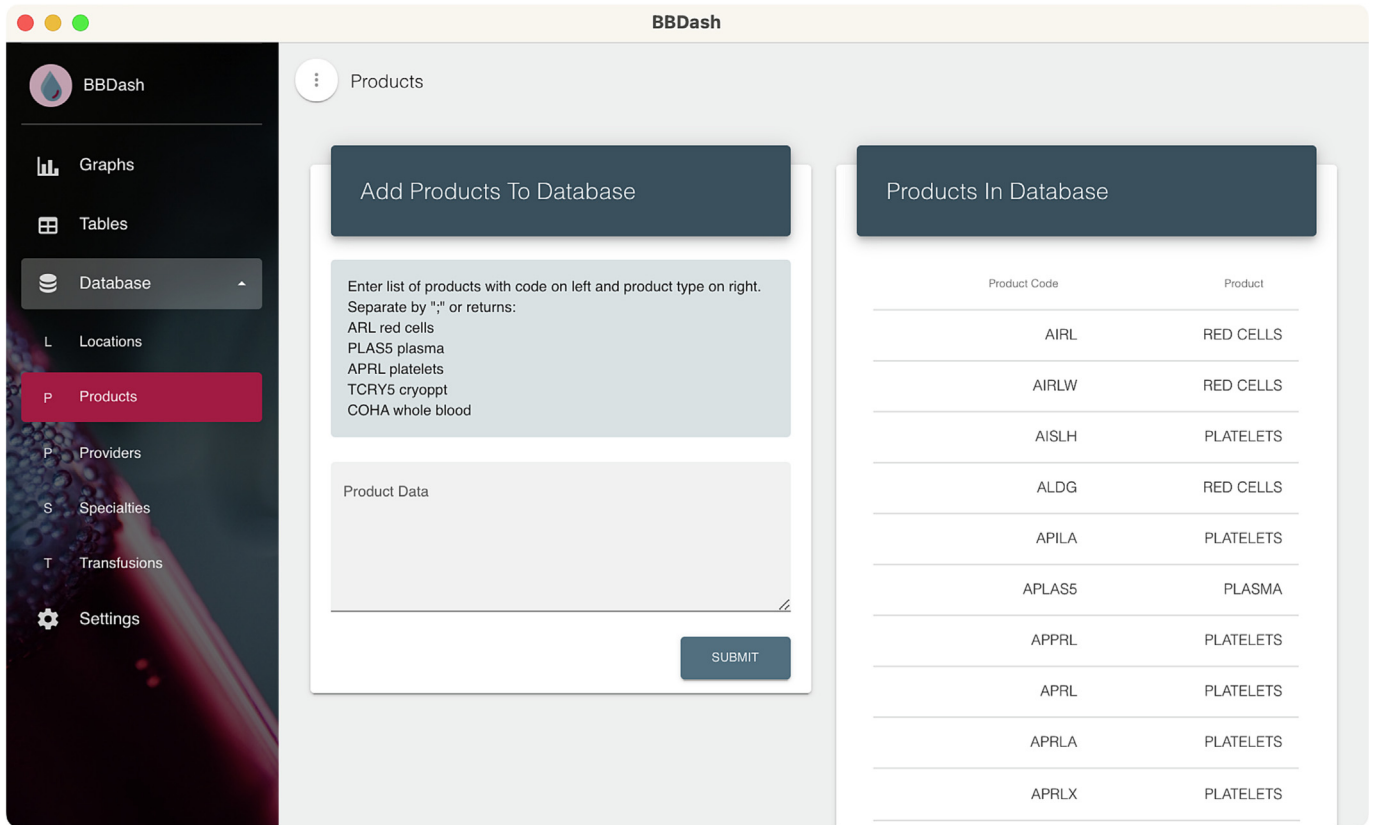 BBDash
BBDash
Graphs
Tables
Database
L Locations
P Products
P Providers
S Specialties
T Transfusions
Settings
Products
Add Products To Database
Enter list of products with code on left and product type on right.
Separate by ";" or returns:
ARL red cells
PLAS5 plasma
APRL platelets
TCRY5 cryoppt
COHA whole blood
Product Data
SUBMIT
Products In Database
Product Code Product
AIRL RED CELLS
AIRLW RED CELLS
AISLH PLATELETS
ALDG RED CELLS
APILA PLATELETS
APLAS5 PLASMA
APPRL PLATELETS
APRL PLATELETS
APRLA PLATELETS
APRLX PLATELETS